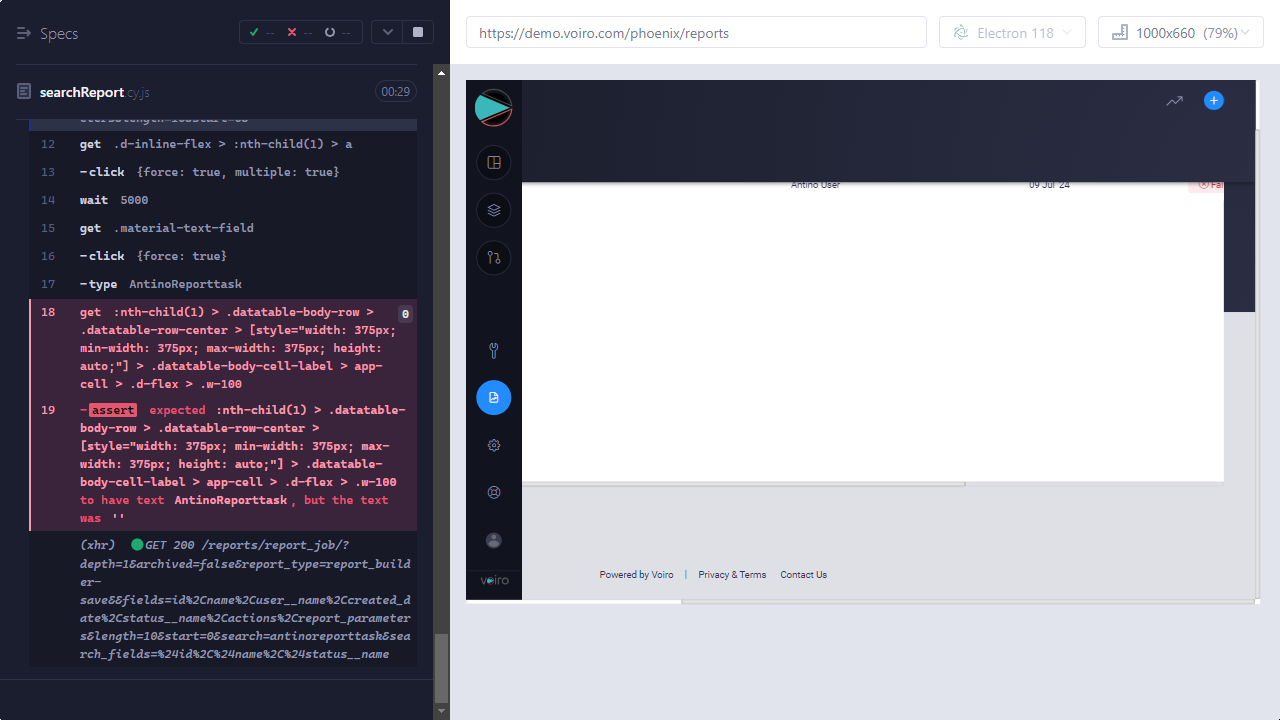 Specs
-- -- --
https://demo.voiro.com/phoenix/reports
Electron 118
1000x660 (79%)
searchReport cy.js
00:29
12 get .d-inline-flex > :nth-child(1) > a
13 -click {force: true, multiple: true}
14 wait 5000
15 get .material-text-field
16 -click {force: true}
17 -type AntinoReporttask
18 get :nth-child(1) > .datatable-body-row > 0
.datatable-row-center > [style="width: 375px;
min-width: 375px; max-width: 375px; height:
auto;"] > .datatable-body-cell-label > app-
cell > .d-flex > .w-100
19 -assert expected :nth-child(1) > .datatable-
body-row > .datatable-row-center >
[style="width: 375px; min-width: 375px; max-
width: 375px; height: auto;"] > .datatable-
body-cell-label > app-cell > .d-flex > .w-100
to have text AntinoReporttask, but the text
was ''
(xhr) GET 200 /reports/report_job/?
depth=1&archived=false&report_type=report_build
er-
save&&fields=id%2Cname%2Cuser__name%2Ccreated_d
ate%2Cstatus__name%2Cactions%2Creport_parameter
s&length=10&start=0&search=antinoreporttask&sea
rch_fields=%24id%2C%24name%2C%24status__name
Antino User
09 Jul '24
Fai
Powered by Voiro | Privacy & Terms Contact Us
voiro